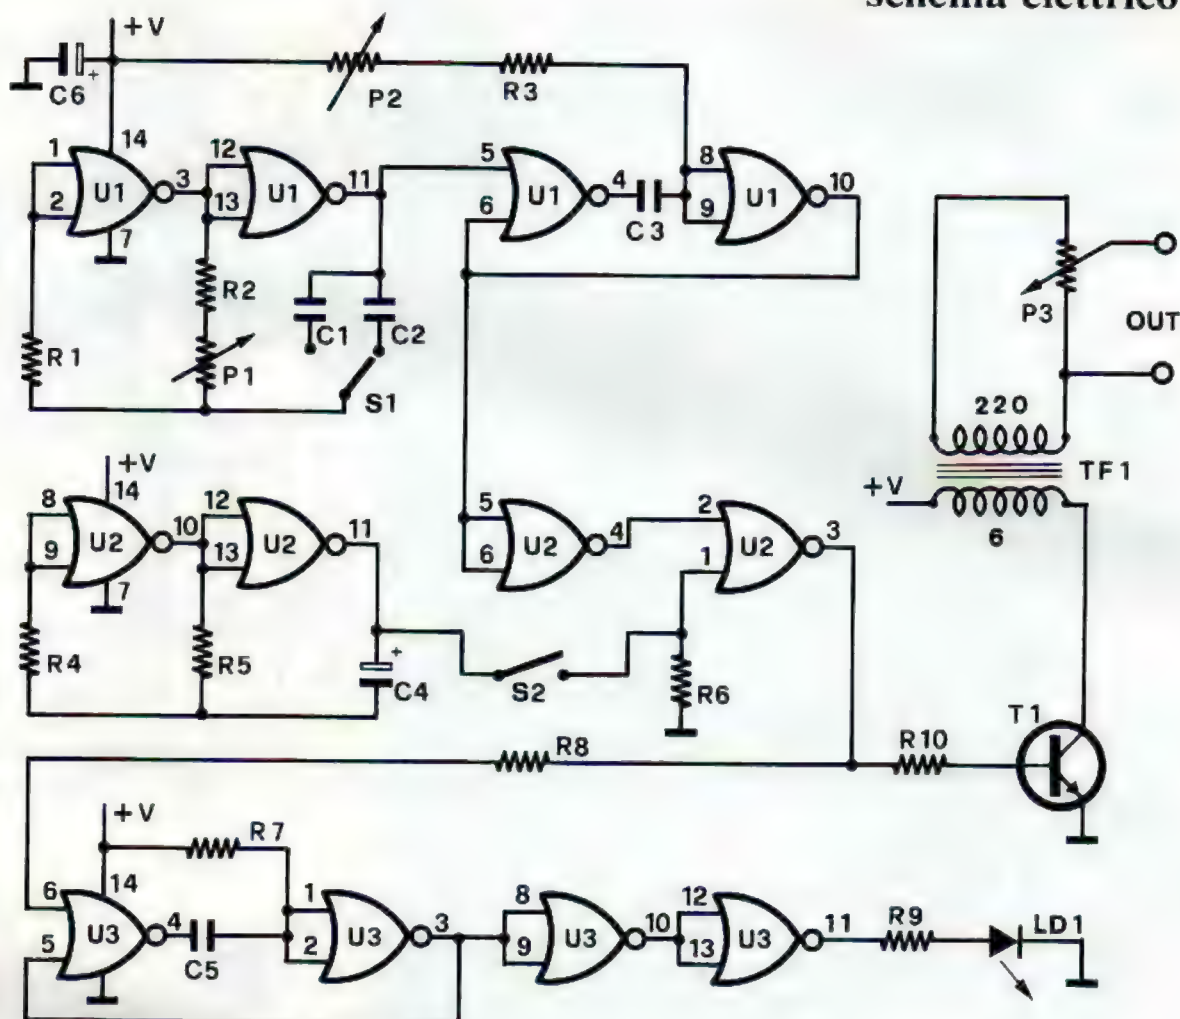 schema elettrico
+V
C6 +
P2
R3
14
1
2
U1
3
7
12
13
U1
11
5
6
U1
4
C3
8
9
U1
10
R1
R2
P1
C1
C2
S1
P3
OUT
220
TF1
+V
6
+V
14
8
9
U2
10
7
12
13
U2
11
5
6
U2
4
2
1
U2
3
R4
R5
+
C4
S2
R6
T1
R8
R10
+V
R7
14
6
5
U3
4
C5
1
2
U3
3
8
9
U3
10
12
13
U3
11
R9
LD1